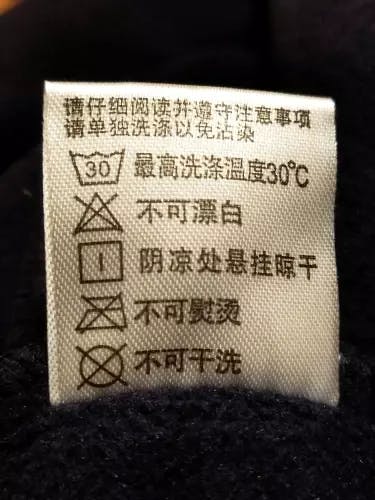 请仔细阅读并遵守注意事项
请单独洗涤以免沾染
30 最高洗涤温度30℃
不可漂白
阴凉处悬挂晾干
不可熨烫
不可干洗